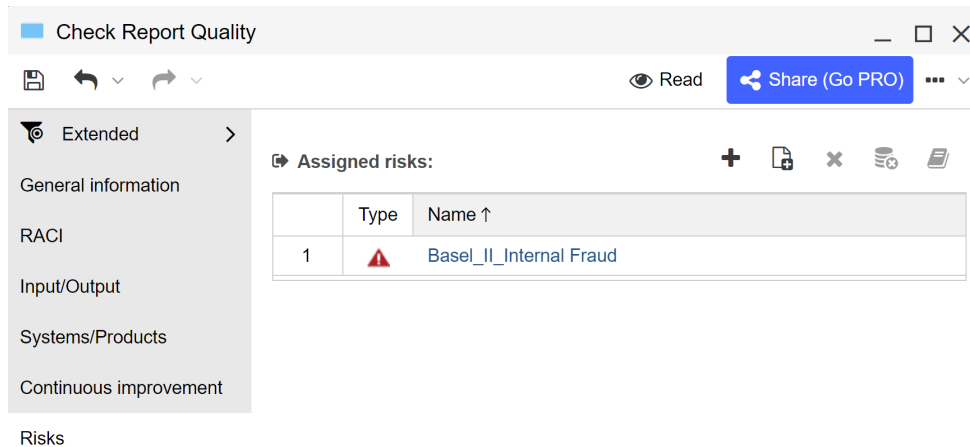 Check Report Quality
Read
Share (Go PRO)
Extended
General information
RACI
Input/Output
Systems/Products
Continuous improvement
Risks
Assigned risks:
Type Name ↑
1 Basel_II_Internal Fraud